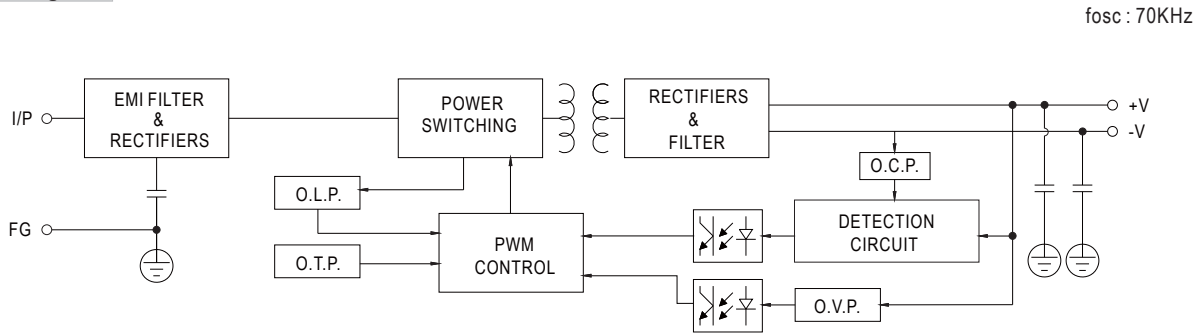 fosc : 70KHz
I/P
EMI FILTER
&
RECTIFIERS
POWER
SWITCHING
RECTIFIERS
&
FILTER
+V
-V
O.C.P.
O.L.P.
FG
PWM
CONTROL
DETECTION
CIRCUIT
O.T.P.
O.V.P.